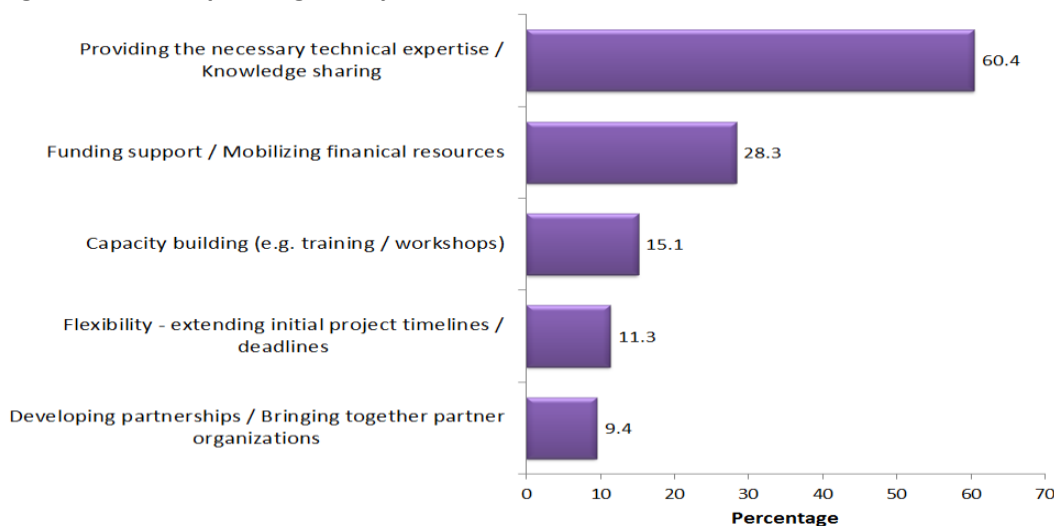 Providing the necessary technical expertise /
Knowledge sharing
60.4
Funding support / Mobilizing finanical resources
28.3
Capacity building (e.g. training / workshops)
15.1
Flexibility - extending initial project timelines /
deadlines
11.3
Developing partnerships / Bringing together partner
organizations
9.4
0 10 20 30 40 50 60 70
Percentage